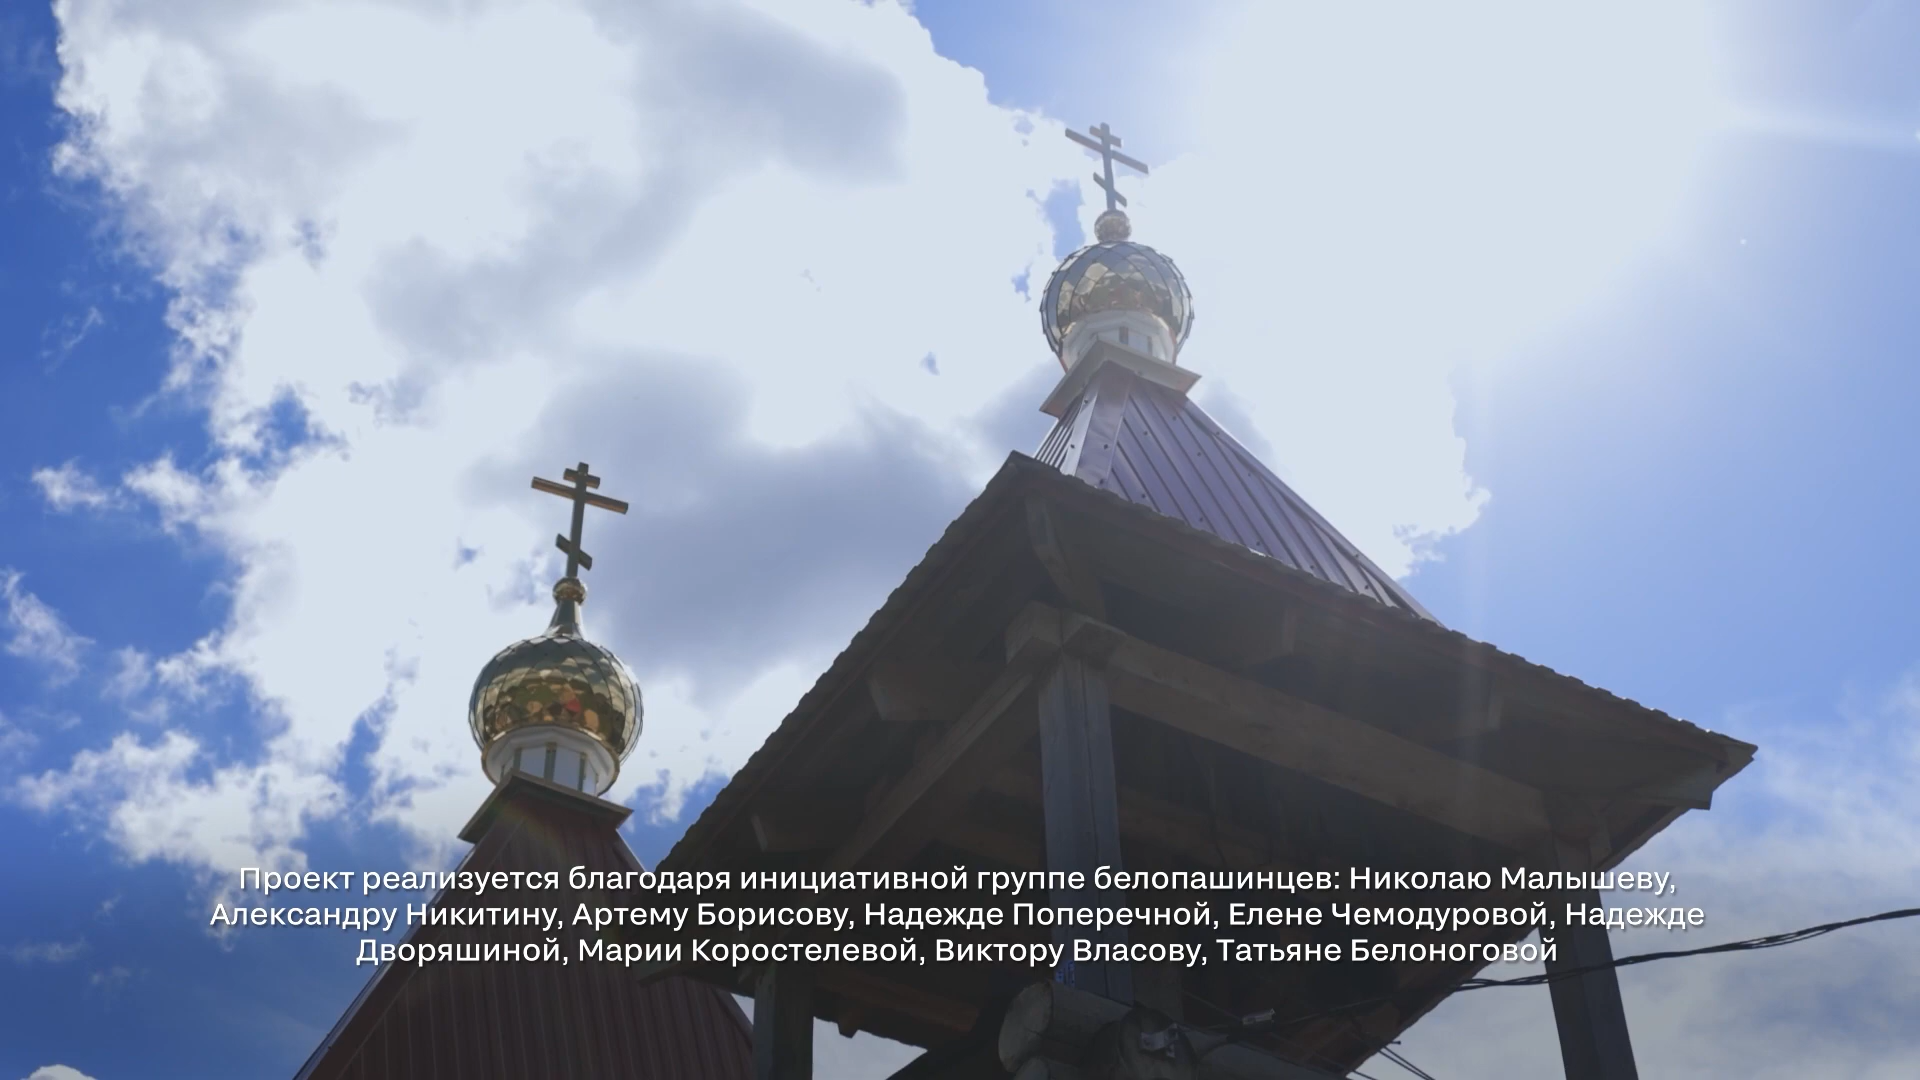 Проект реализуется благодаря инициативной группе белопашинцев: Николаю Малышеву,
Александру Никитину, Артему Борисову, Надежде Поперечной, Елене Чемодуровой, Надежде
Дворяшиной, Марии Коростелевой, Виктору Власову, Татьяне Белоноговой